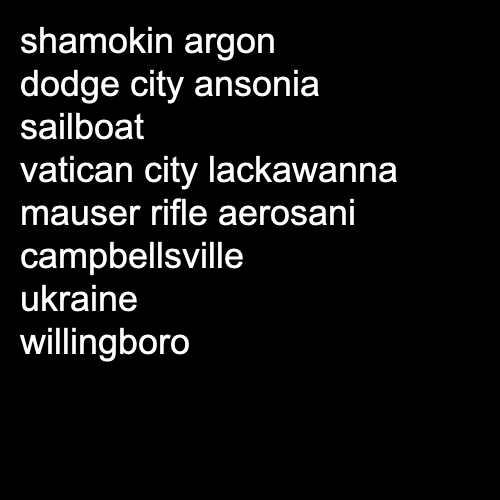 shamokin argon
dodge city ansonia
sailboat
vatican city lackawanna
mauser rifle aerosani
campbellsville
ukraine
willingboro